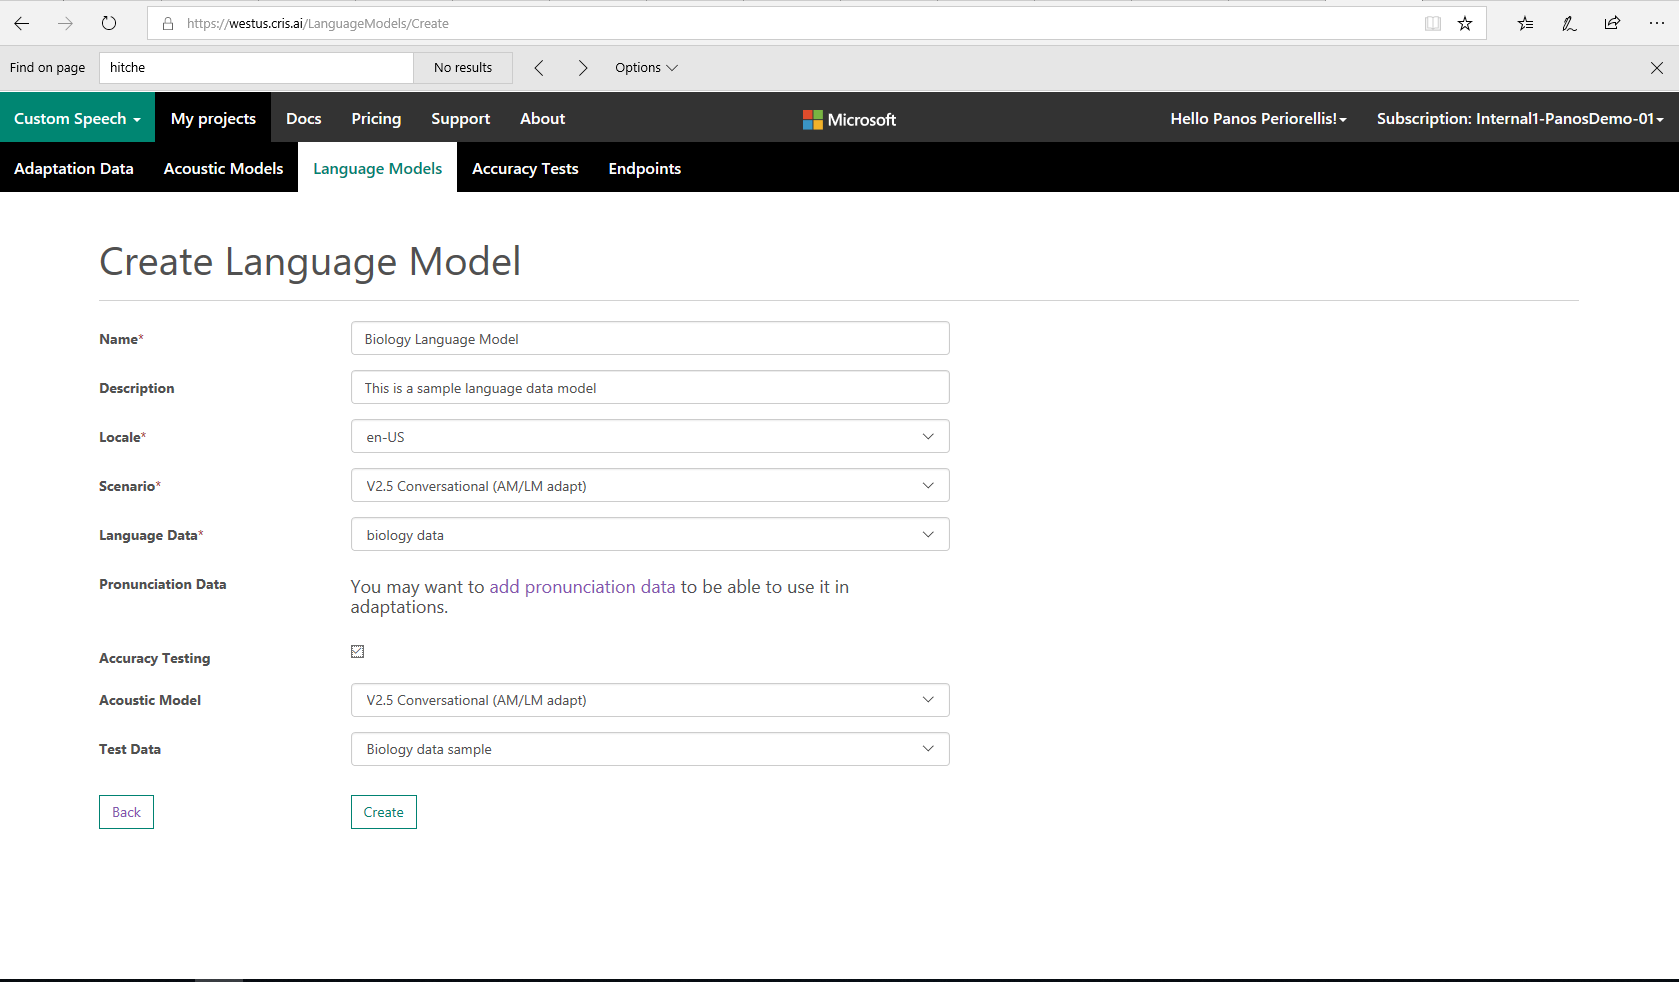 https://westus.cris.ai/LanguageModels/Create
Find on page hitche No results Options
Custom Speech My projects Docs Pricing Support About Microsoft Hello Panos Periorellis! Subscription: Internal1-PanosDemo-01
Adaptation Data Acoustic Models Language Models Accuracy Tests Endpoints
Create Language Model
Name* Biology Language Model
Description This is a sample language data model
Locale* en-US
Scenario* V2.5 Conversational (AM/LM adapt)
Language Data* biology data
Pronunciation Data You may want to add pronunciation data to be able to use it in
adaptations.
Accuracy Testing
Acoustic Model V2.5 Conversational (AM/LM adapt)
Test Data Biology data sample
Back Create